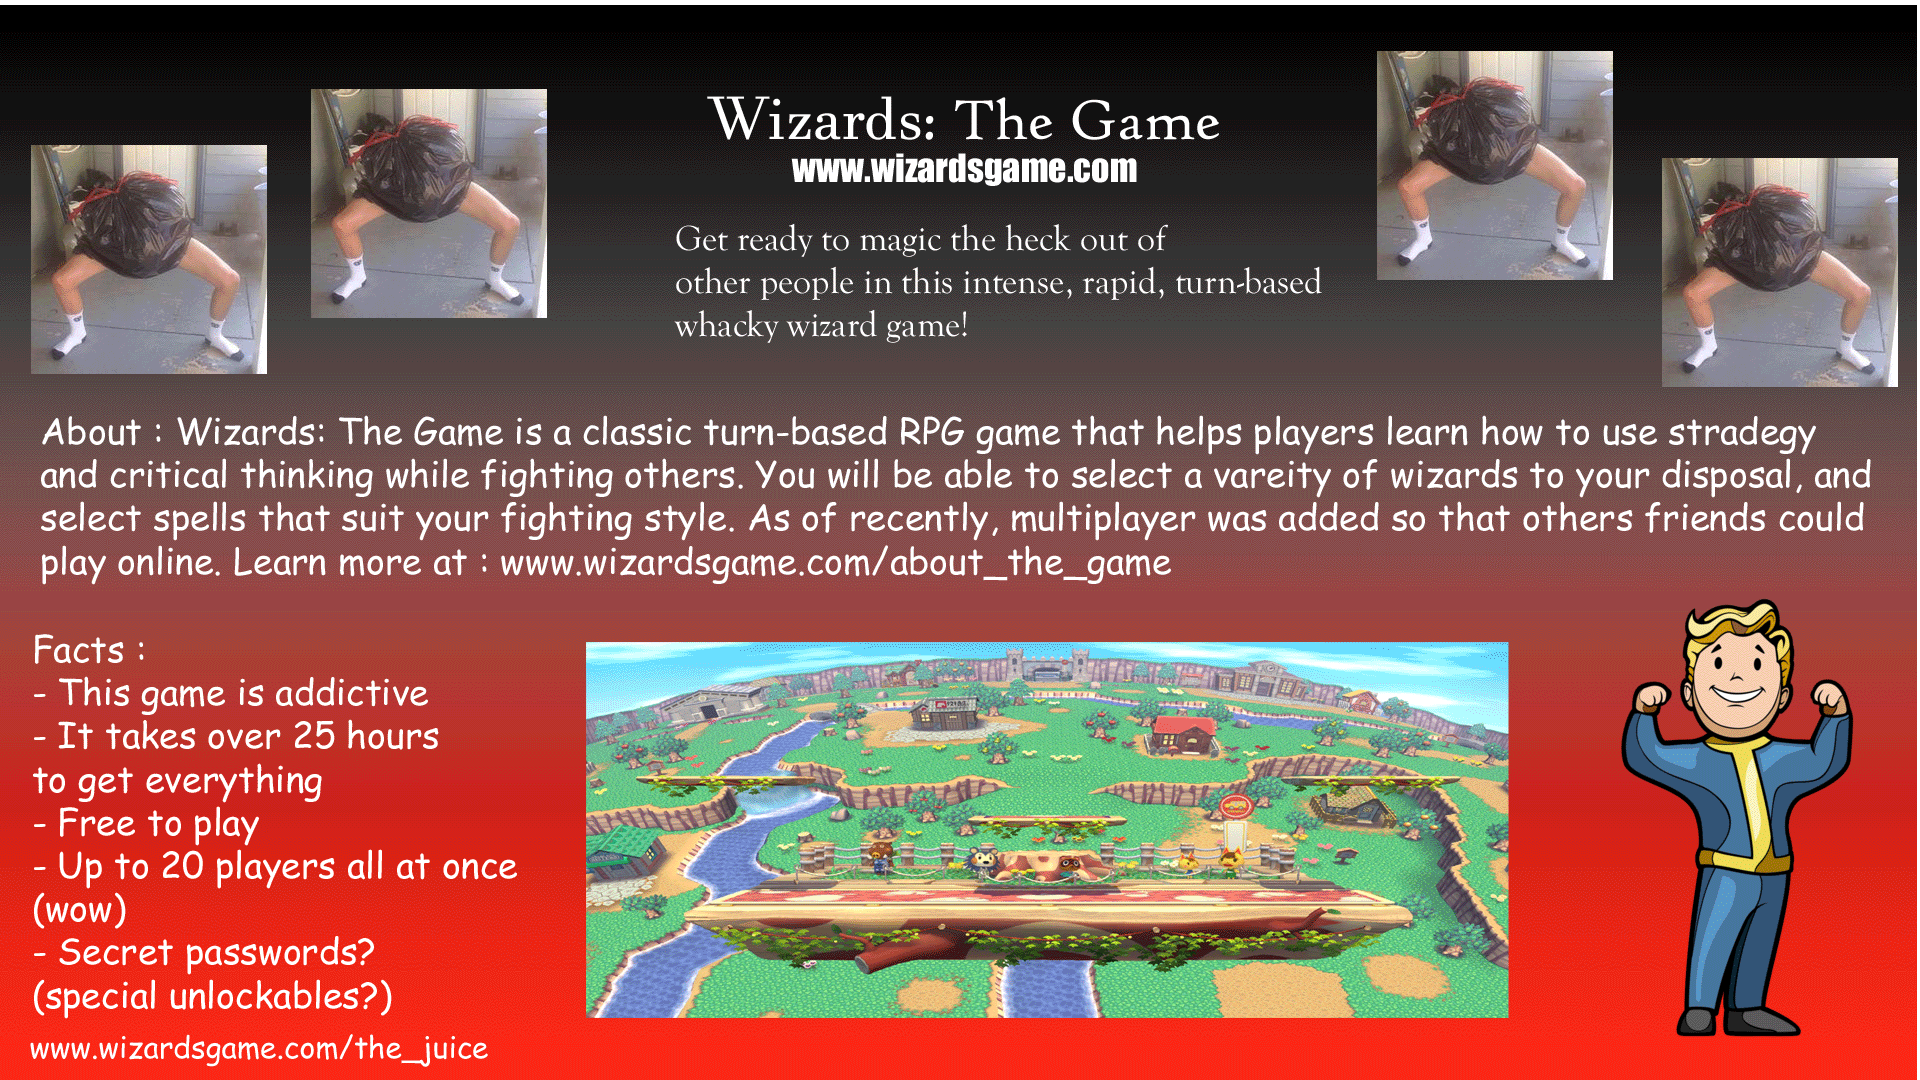 Wizards: The Game
www.wizardsgame.com
Get ready to magic the heck out of
other people in this intense, rapid, turn-based
whacky wizard game!
About : Wizards: The Game is a classic turn-based RPG game that helps players learn how to use stradegy
and critical thinking while fighting others. You will be able to select a vareity of wizards to your disposal, and
select spells that suit your fighting style. As of recently, multiplayer was added so that others friends could
play online. Learn more at : www.wizardsgame.com/about_the_game
Facts :
- This game is addictive
- It takes over 25 hours
to get everything
- Free to play
- Up to 20 players all at once
(wow)
- Secret passwords?
(special unlockables?)
www.wizardsgame.com/the_juice